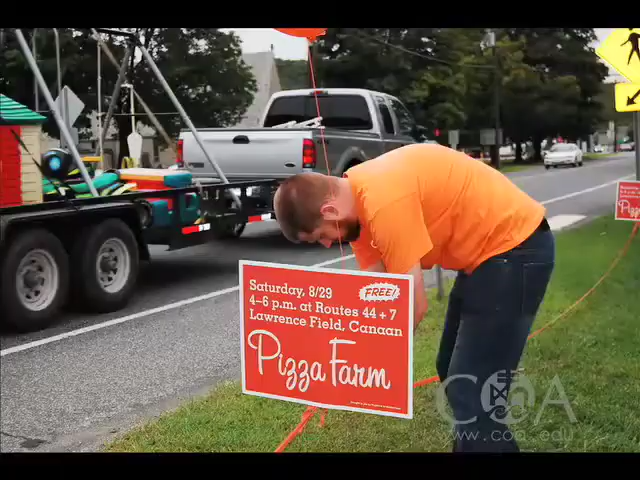 Saturday, 8/29
FREE!
4–6 p.m. at Routes 44 + 7
Lawrence Field, Canaan
Pizza Farm
Pizza
COA
www.coa.edu